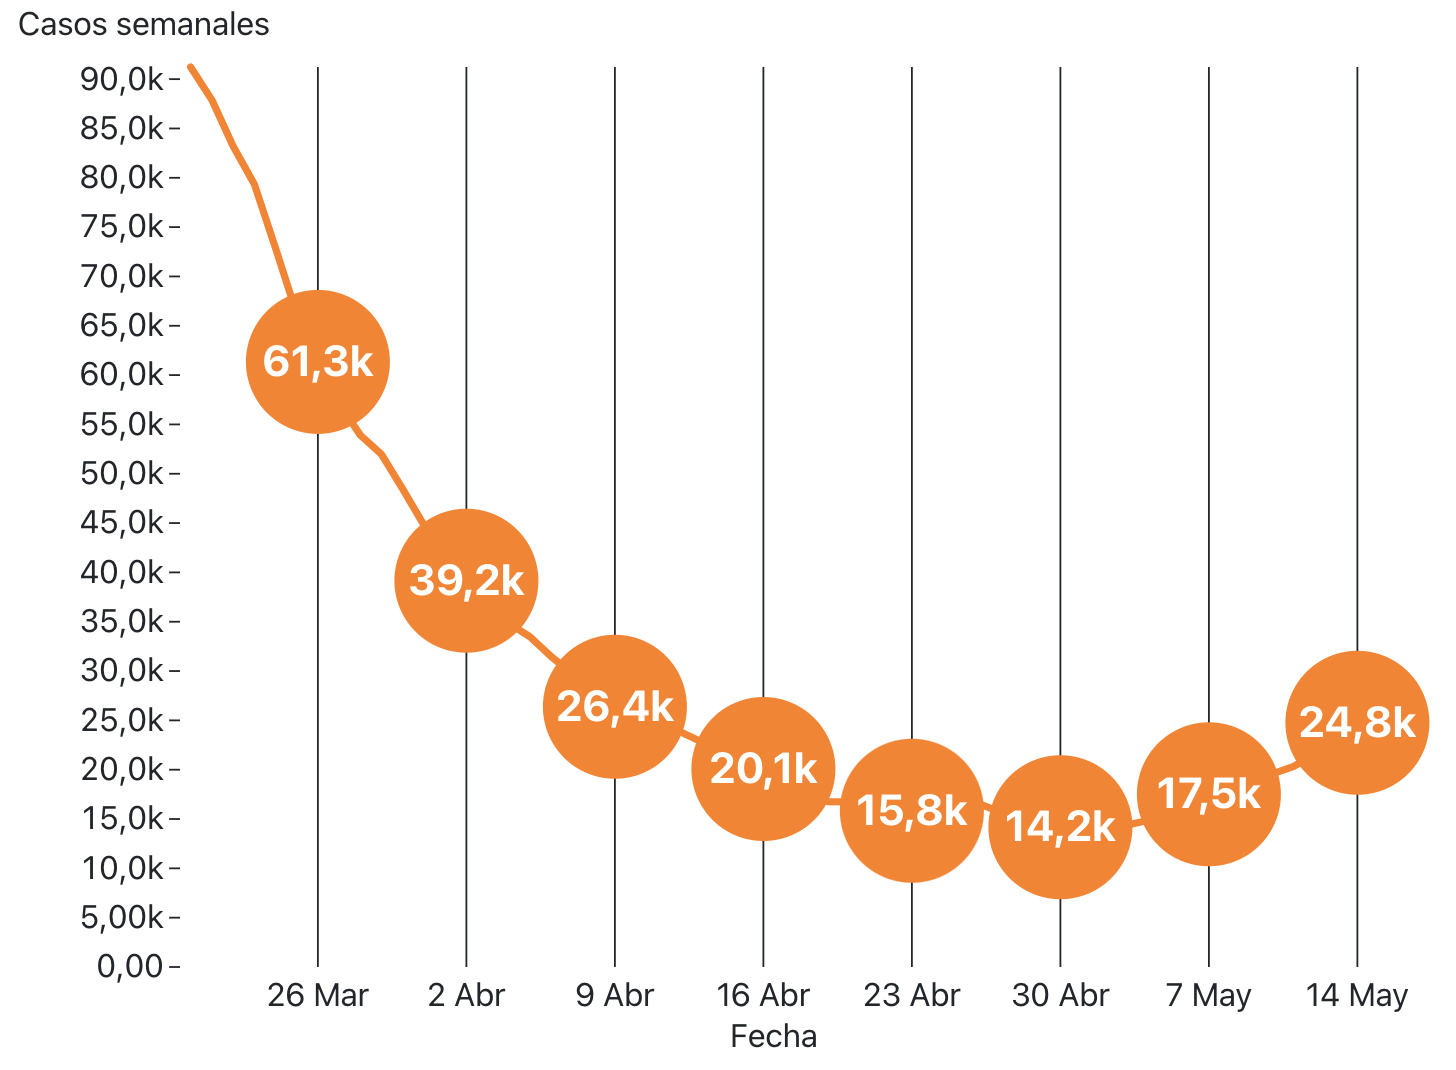 Casos semanales
90,0k
85,0k
80,0k
75,0k
70,0k
65,0k
60,0k
55,0k
50,0k
45,0k
40,0k
35,0k
30,0k
25,0k
20,0k
15,0k
10,0k
5,00k
0,00
61,3k
39,2k
26,4k
20,1k
15,8k
14,2k
17,5k
24,8k
26 Mar 2 Abr 9 Abr 16 Abr 23 Abr 30 Abr 7 May 14 May
Fecha